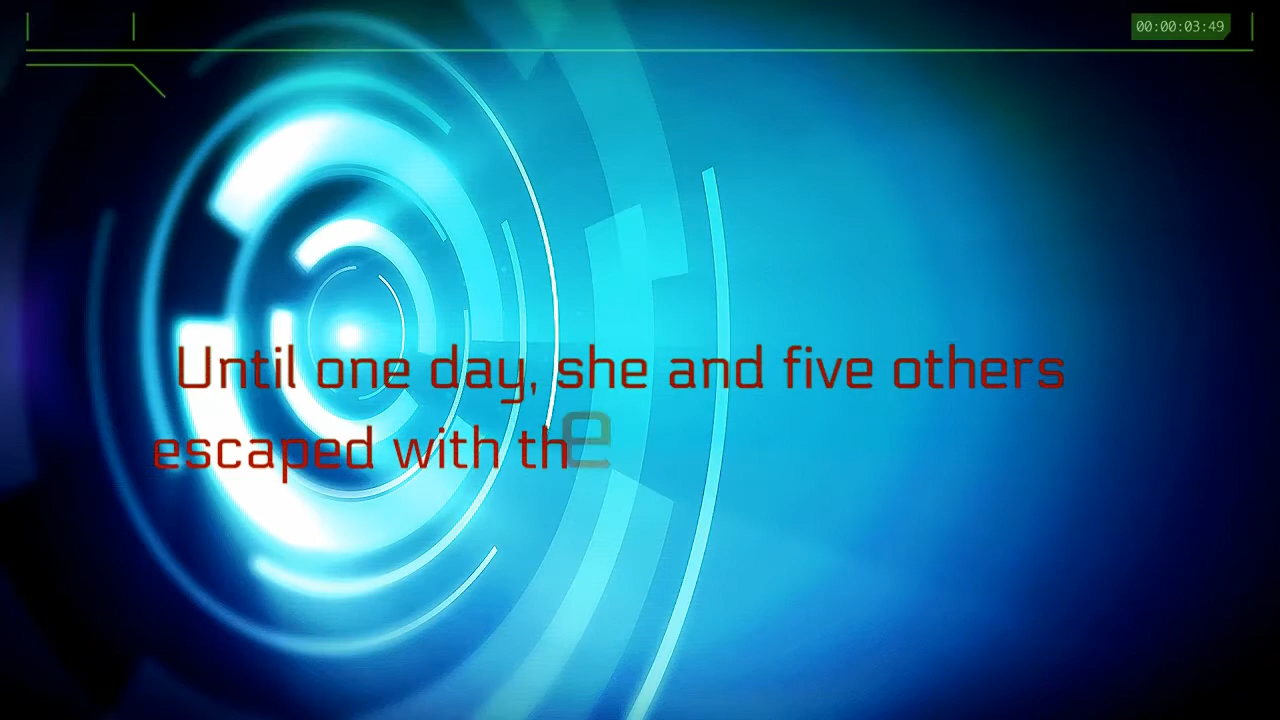 00:00:03:49
Until one day, she and five others
escaped with the